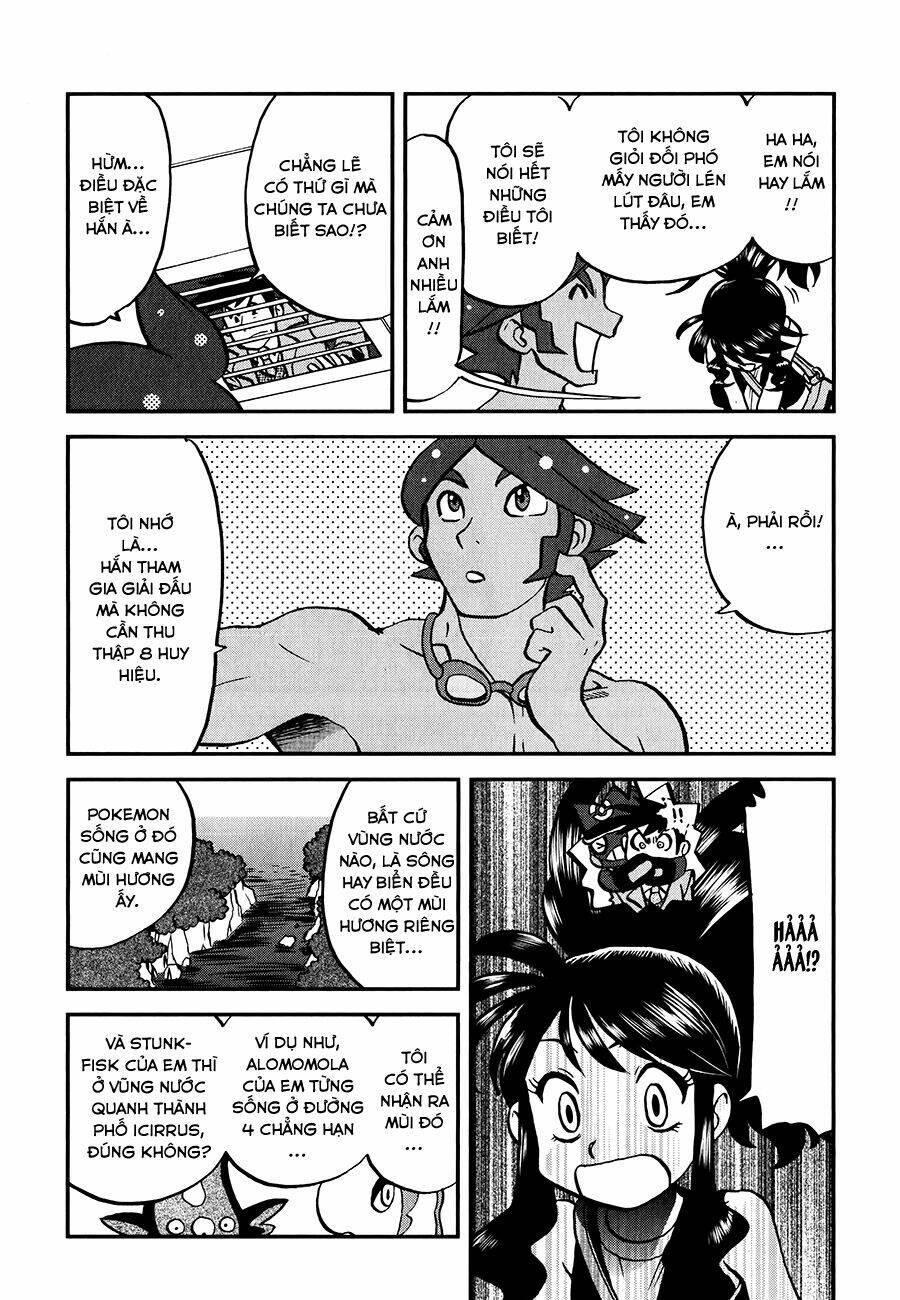 HA HA,
EM NÓI
HAY LẮM
!!
TÔI KHÔNG
GIỎI ĐỐI PHÓ
MẤY NGƯỜI LÉN
LÚT ĐÂU, EM
THẤY ĐÓ...
TÔI SẼ
NÓI HẾT
NHỮNG
ĐIỀU TÔI
BIẾT!
CẢM
ƠN
ANH
NHIỀU
LẮM
!!
CHẲNG LẼ
CÓ THỨ GÌ MÀ
CHÚNG TA CHƯA
BIẾT SAO!?
HỪM...
ĐIỀU ĐẶC
BIỆT VỀ
HẮN À...
À, PHẢI RỒI!
...
TÔI NHỚ
LÀ...
HẮN THAM
GIA GIẢI ĐẤU
MÀ KHÔNG
CẦN THU
THẬP 8 HUY
HIỆU.
!!
HẢẢẢ
ẢẢẢ!?
BẤT CỨ
VÙNG NƯỚC
NÀO, LÀ SÔNG
HAY BIỂN ĐỀU
CÓ MỘT MÙI
HƯƠNG RIÊNG
BIỆT...
POKEMON
SỐNG Ở ĐÓ
CŨNG MANG
MÙI HƯƠNG
ẤY.
TÔI
CÓ THỂ
NHẬN RA
MÙI ĐÓ
...
VÍ DỤ NHƯ,
ALOMOMOLA
CỦA EM TỪNG
SỐNG Ở ĐƯỜNG
4 CHẲNG HẠN
...
VÀ STUNK-
FISK CỦA EM THÌ
Ở VŨNG NƯỚC
QUANH THÀNH
PHỐ ICIRRUS,
ĐÚNG KHÔNG?